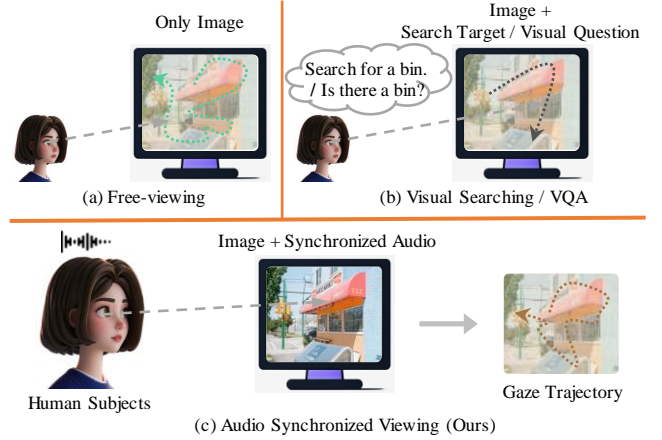 Only Image
(a) Free-viewing
Image +
Search Target / Visual Question
Search for a bin.
/ Is there a bin?
(b) Visual Searching / VQA
Image + Synchronized Audio
Human Subjects
Gaze Trajectory
(c) Audio Synchronized Viewing (Ours)